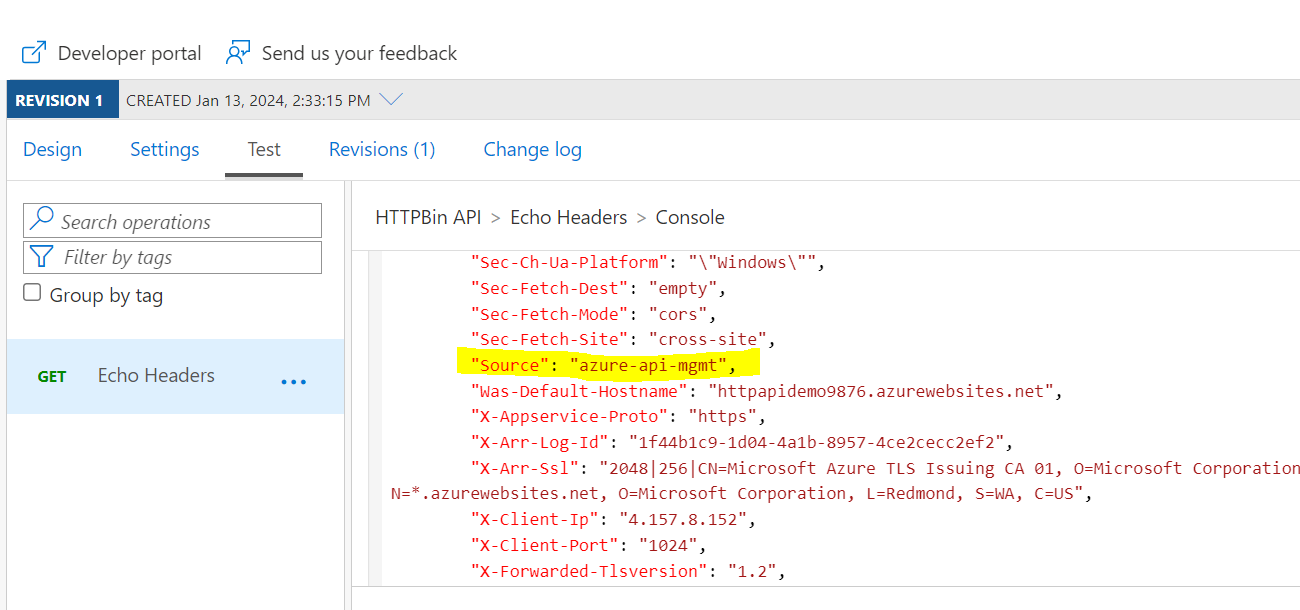 Developer portal Send us your feedback
REVISION 1 CREATED Jan 13, 2024, 2:33:15 PM
Design Settings Test Revisions (1) Change log
Search operations
Filter by tags
Group by tag
GET Echo Headers ...
HTTPBin API > Echo Headers > Console
"Sec-Ch-Ua-Platform": "\"Windows\"",
"Sec-Fetch-Dest": "empty",
"Sec-Fetch-Mode": "cors",
"Sec-Fetch-Site": "cross-site",
"Source": "azure-api-mgmt",
"Was-Default-Hostname": "httpapidemo9876.azurewebsites.net",
"X-Appservice-Proto": "https",
"X-Arr-Log-Id": "1f44b1c9-1d04-4a1b-8957-4ce2cecc2ef2",
"X-Arr-Ssl": "2048|256|CN=Microsoft Azure TLS Issuing CA 01, O=Microsoft Corporation
N=*.azurewebsites.net, O=Microsoft Corporation, L=Redmond, S=WA, C=US",
"X-Client-Ip": "4.157.8.152",
"X-Client-Port": "1024",
"X-Forwarded-Tlsversion": "1.2",